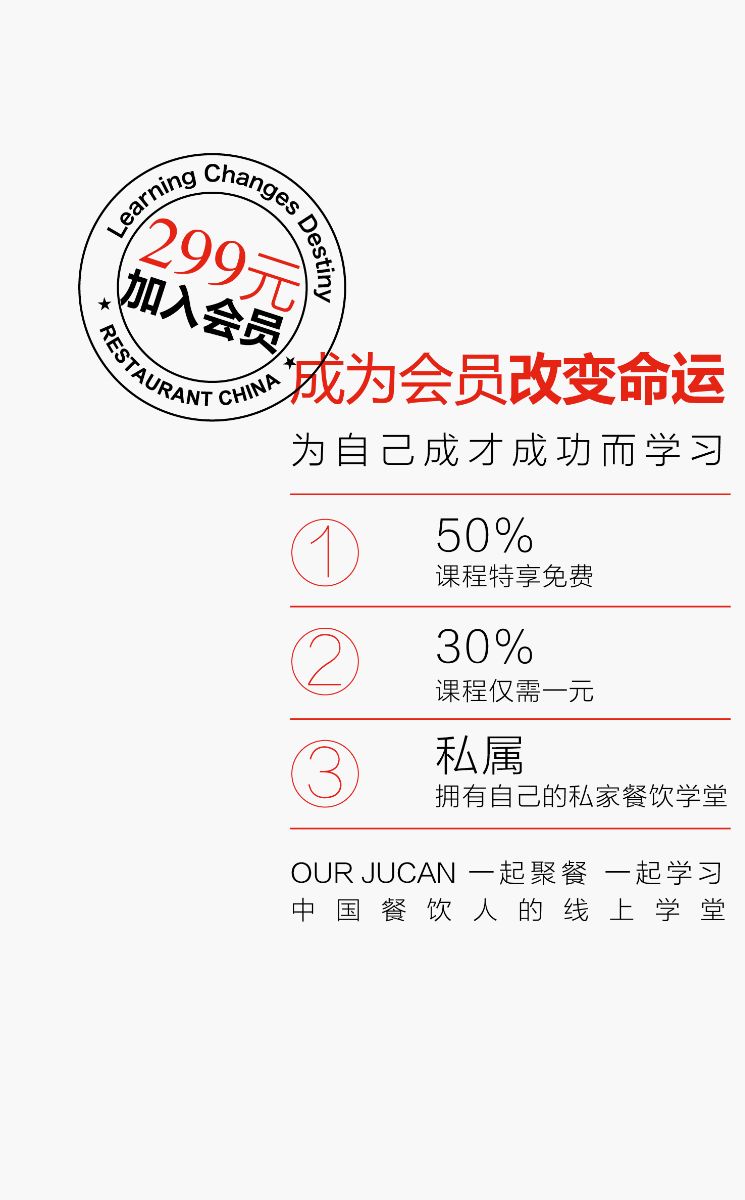 Learning Changes Destiny
299元
加入会员
★ RESTAURANT CHINA ★
成为会员改变命运
为自己成才成功而学习
1
50%
课程特享免费
2
30%
课程仅需一元
3
私属
拥有自己的私家餐饮学堂
OUR JUCAN 一起聚餐 一起学习
中国餐饮人的线上学堂